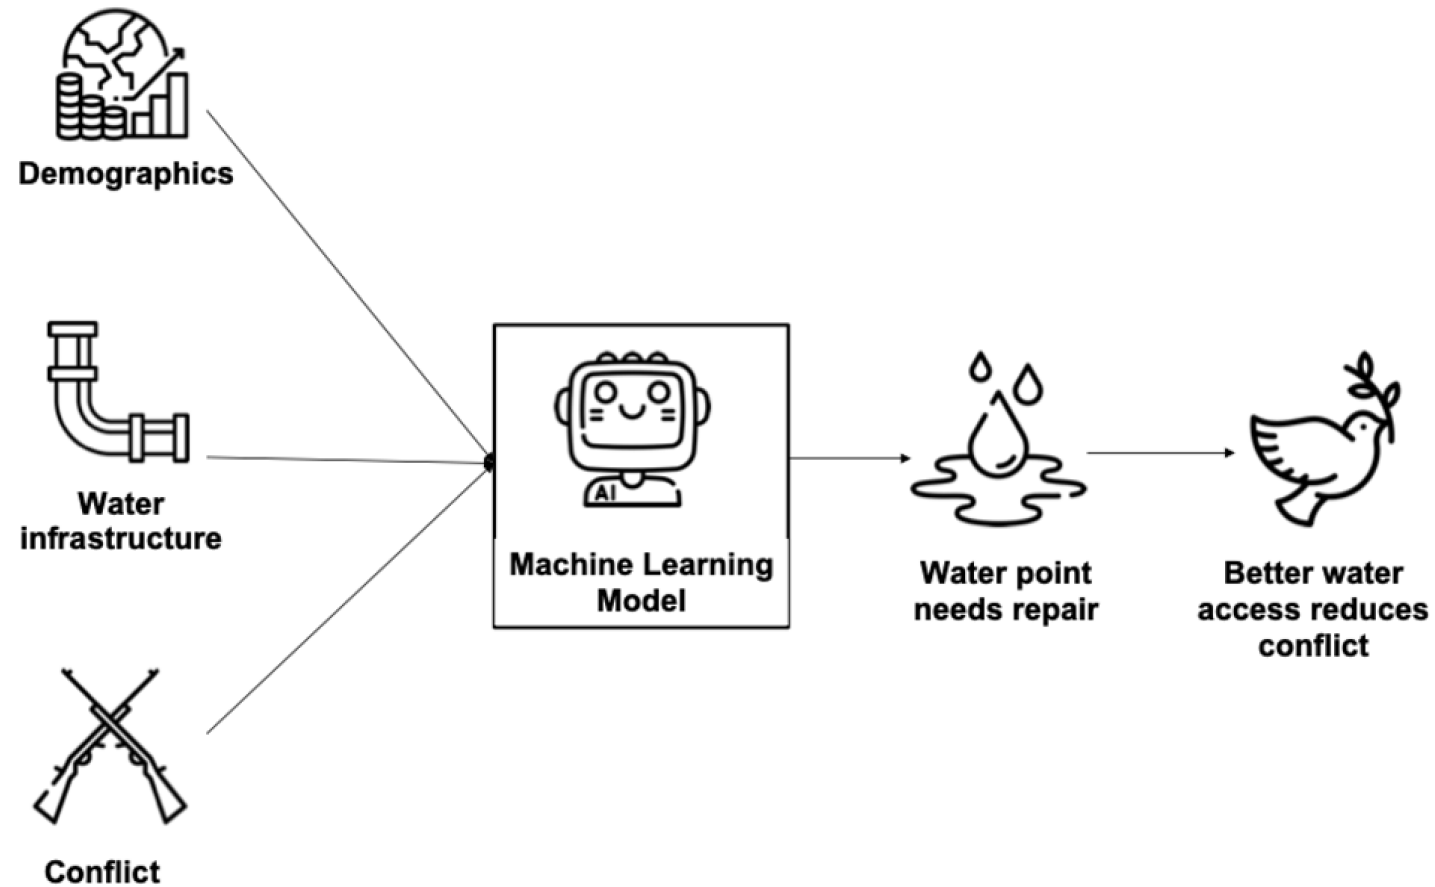 Demographics
Water
infrastructure
Conflict
AI
Machine Learning
Model
Water point
needs repair
Better water
access reduces
conflict